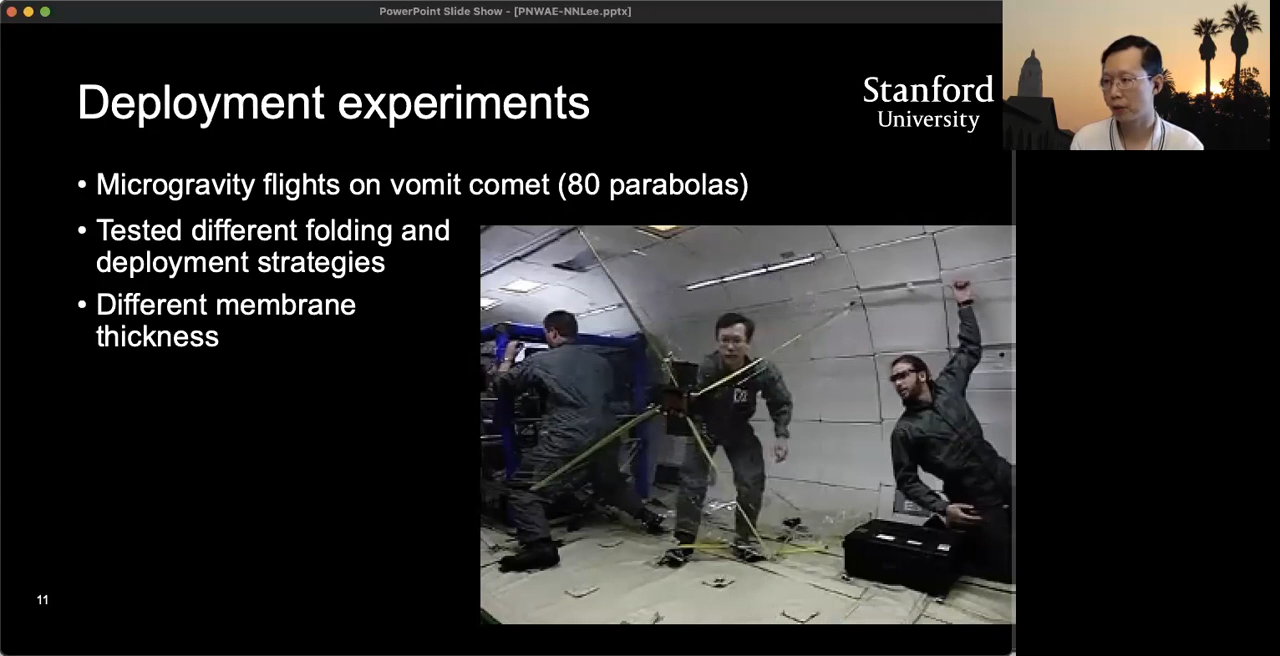 PowerPoint Slide Show - [PNWAE-NNLee.pptx]
Deployment experiments
Stanford
University
• Microgravity flights on vomit comet (80 parabolas)
• Tested different folding and
deployment strategies
• Different membrane
thickness
11